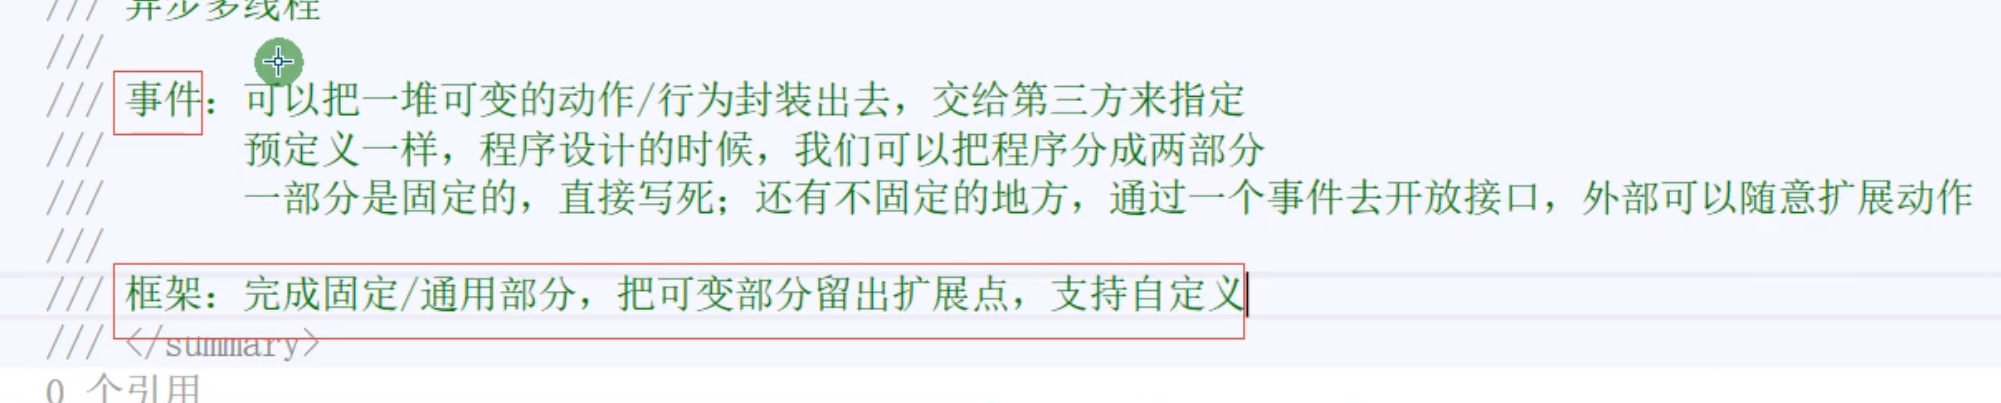 /// 异步多线程
///
/// 事件：可以把一堆可变的动作/行为封装出去，交给第三方来指定
/// 预定义一样，程序设计的时候，我们可以把程序分成两部分
/// 一部分是固定的，直接写死；还有不固定的地方，通过一个事件去开放接口，外部可以随意扩展动作
///
/// 框架：完成固定/通用部分，把可变部分留出扩展点，支持自定义
/// </summary>
0 个引用